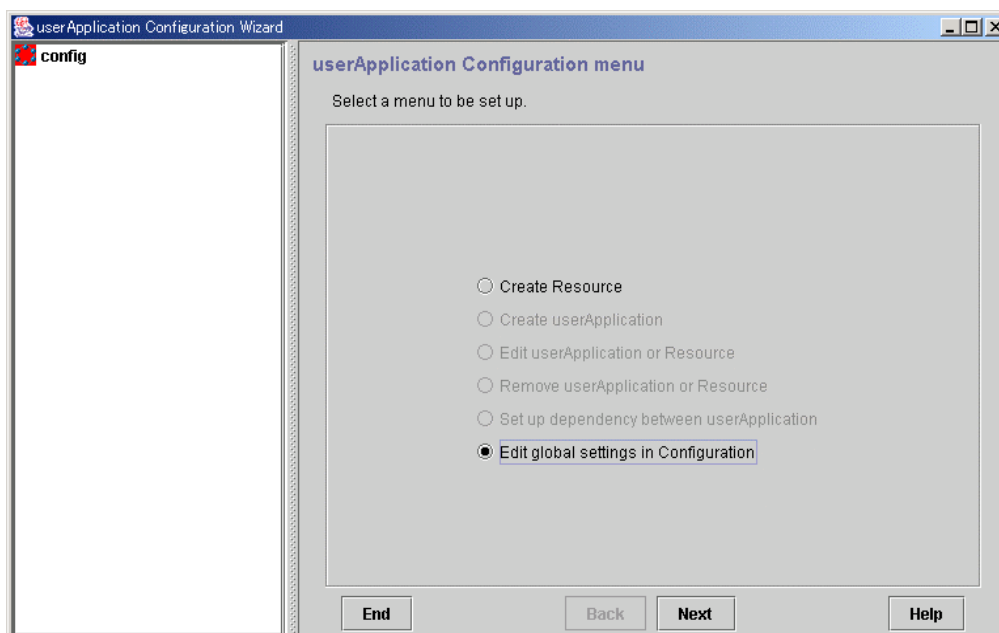 userApplication Configuration Wizard
config
userApplication Configuration menu
Select a menu to be set up.
Create Resource
Create userApplication
Edit userApplication or Resource
Remove userApplication or Resource
Set up dependency between userApplication
Edit global settings in Configuration
End Back Next Help